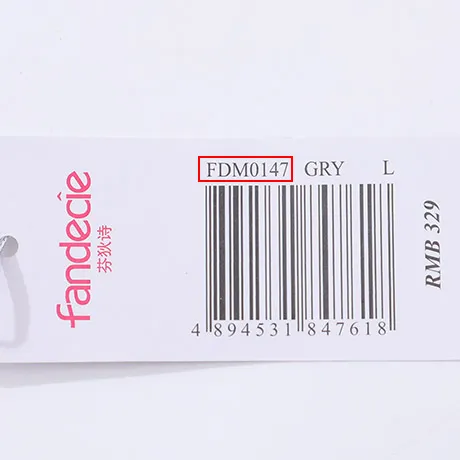 fandecie
芬狄诗
FDM0147 GRY L
4 894531 847618
RMB 329